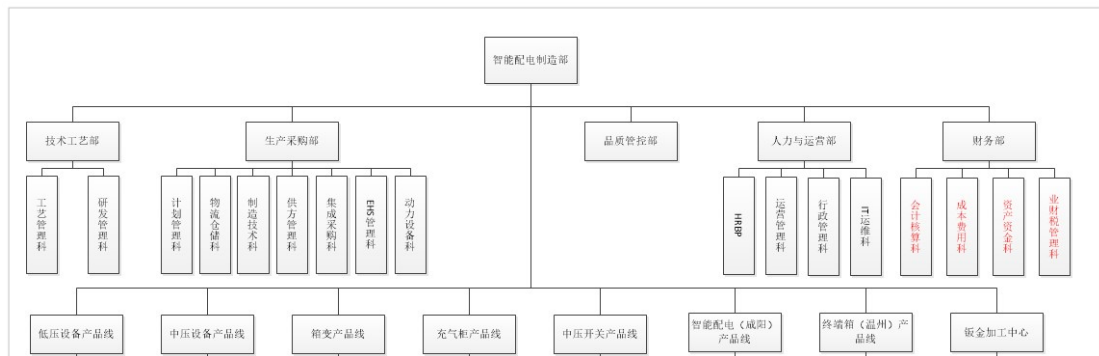 智能配电制造部
技术工艺部
生产采购部
品质管控部
人力与运营部
财务部
工艺管理科
研发管理科
计划管理科
物流仓储科
制造技术科
供方管理科
集成采购科
EHS管理科
动力设备科
HRBP
运营管理科
行政管理科
IT运维科
会计核算科
成本费用科
资产资金科
业财税管理科
低压设备产品线
中压设备产品线
箱变产品线
充气柜产品线
中压开关产品线
智能配电（咸阳）
产品线
终端箱（温州）产
品线
钣金加工中心